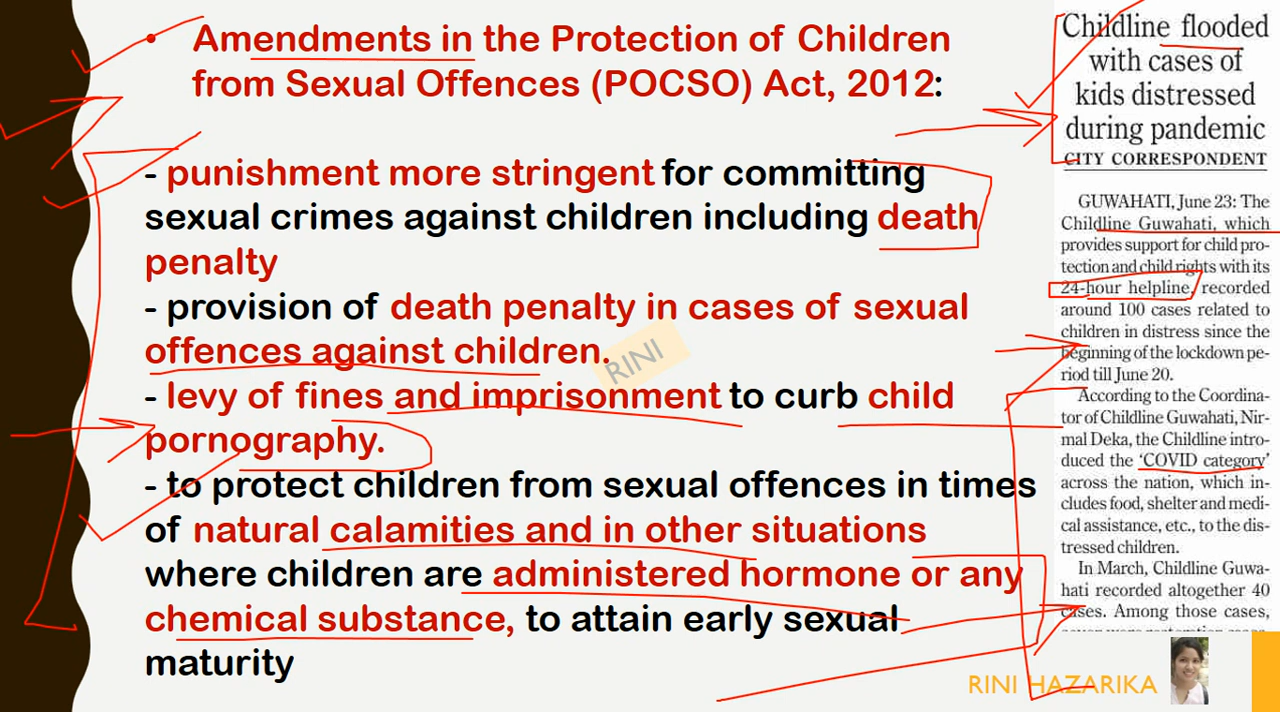 • Amendments in the Protection of Children
from Sexual Offences (POCSO) Act, 2012:
- punishment more stringent for committing
sexual crimes against children including death
penalty
- provision of death penalty in cases of sexual
offences against children.
- levy of fines and imprisonment to curb child
pornography.
- to protect children from sexual offences in times
of natural calamities and in other situations
where children are administered hormone or any
chemical substance, to attain early sexual
maturity
RINI
Childline flooded
with cases of
kids distressed
during pandemic
CITY CORRESPONDENT
GUWAHATI, June 23: The
Childline Guwahati, which
provides support for child pro-
tection and child rights with its
24-hour helpline, recorded
around 100 cases related to
children in distress since the
beginning of the lockdown pe-
riod till June 20.
According to the Coordina-
tor of Childline Guwahati, Nir-
mal Deka, the Childline intro-
duced the ‘COVID category’
across the nation, which in-
cludes food, shelter and medi-
cal assistance, etc., to the dis-
tressed children.
In March, Childline Guwa-
hati recorded altogether 40
cases. Among those cases,
RINI HAZARIKA